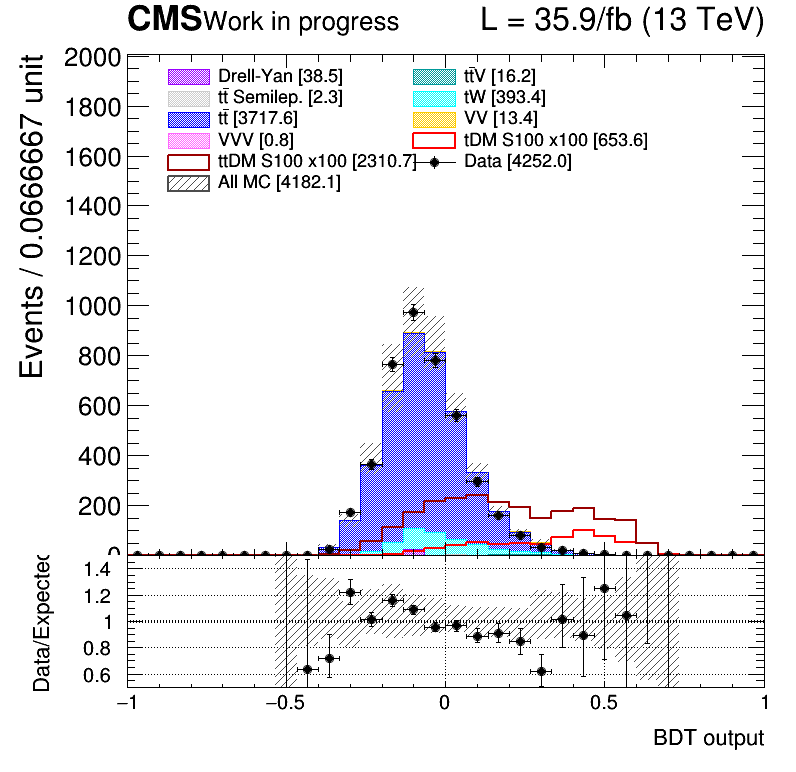 CMS Work in progress L = 35.9/fb (13 TeV)
Events / 0.0666667 unit
2000
1800
1600
1400
1200
1000
800
600
400
200
0
Drell-Yan [38.5] tt̄V [16.2]
tt̄ Semilep. [2.3] tW [393.4]
tt̄ [3717.6] VV [13.4]
VVV [0.8] tDM S100 x100 [653.6]
ttDM S100 x100 [2310.7] Data [4252.0]
All MC [4182.1]
Data/Expected
1.4
1.2
1
0.8
0.6
−1 −0.5 0 0.5 1
BDT output